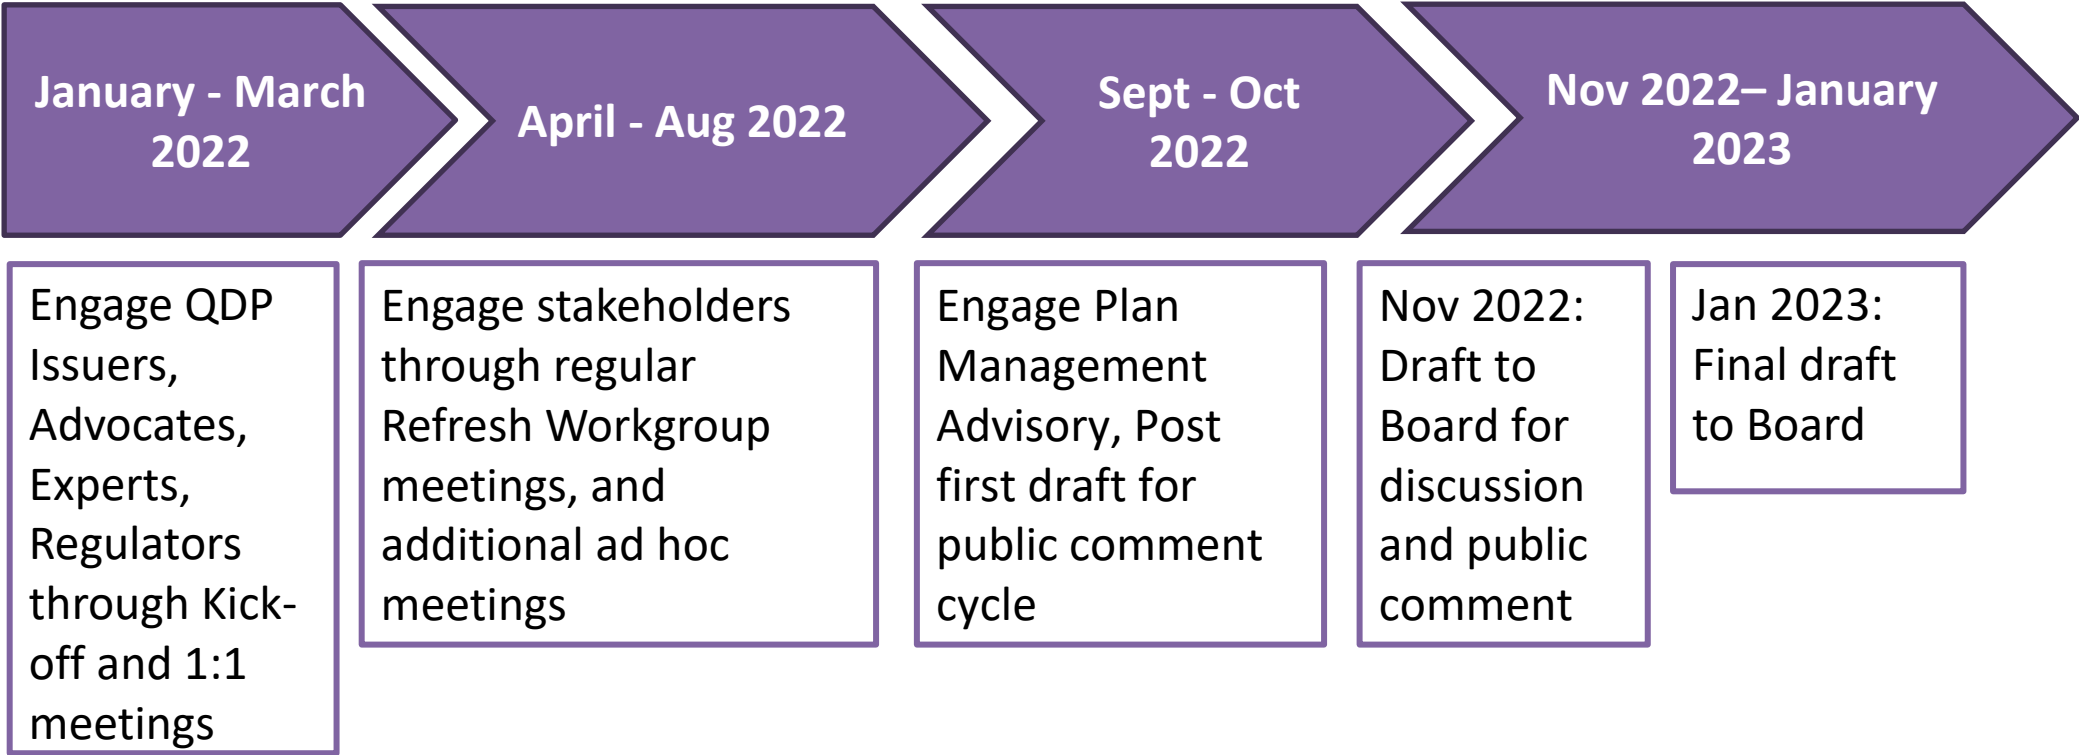 January - March
2022
April - Aug 2022
Sept - Oct
2022
Nov 2022– January
2023
Engage QDP
Issuers,
Advocates,
Experts,
Regulators
through Kick-
off and 1:1
meetings
Engage stakeholders
through regular
Refresh Workgroup
meetings, and
additional ad hoc
meetings
Engage Plan
Management
Advisory, Post
first draft for
public comment
cycle
Nov 2022:
Draft to
Board for
discussion
and public
comment
Jan 2023:
Final draft
to Board